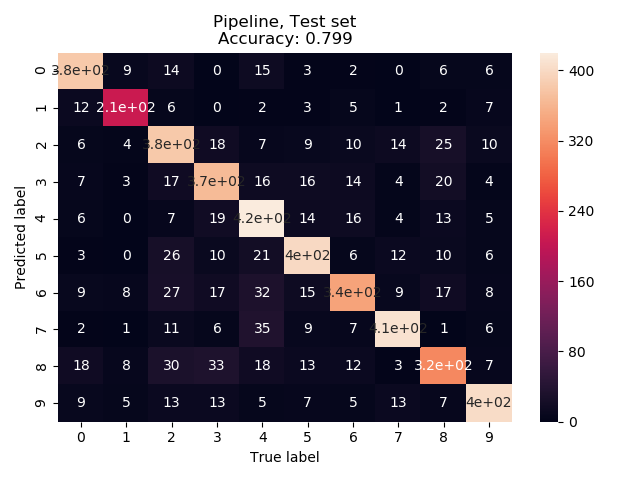 Pipeline, Test set
Accuracy: 0.799
Predicted label
0 3.8e+02 9 14 0 15 3 2 0 6 6
1 12 2.1e+02 6 0 2 3 5 1 2 7
2 6 4 3.8e+02 18 7 9 10 14 25 10
3 7 3 17 3.7e+02 16 16 14 4 20 4
4 6 0 7 19 4.2e+02 14 16 4 13 5
5 3 0 26 10 21 4e+02 6 12 10 6
6 9 8 27 17 32 15 3.4e+02 9 17 8
7 2 1 11 6 35 9 7 4.1e+02 1 6
8 18 8 30 33 18 13 12 3 3.2e+02 7
9 9 5 13 13 5 7 5 13 7 4e+02
0 1 2 3 4 5 6 7 8 9
True label
400
320
240
160
80
0